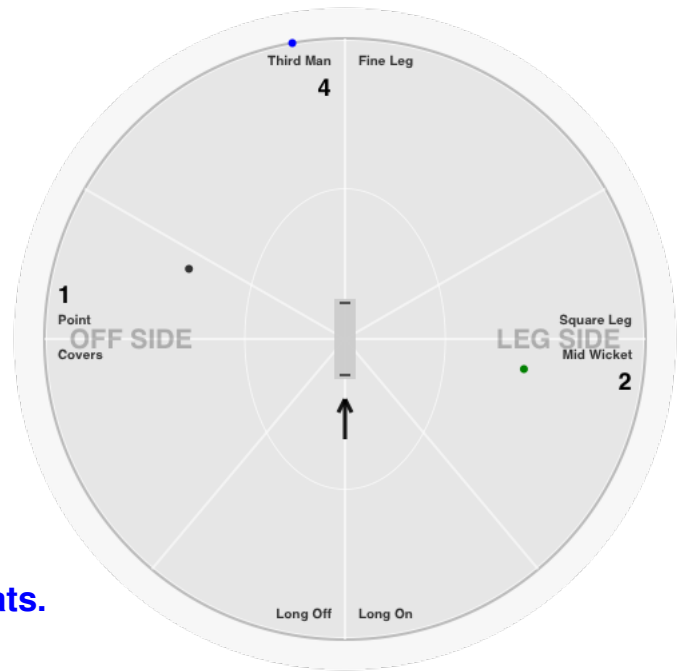 Third Man
Fine Leg
4
1
Point
Square Leg
OFF SIDE
LEG SIDE
Covers
Mid Wicket
2
ats.
Long Off
Long On